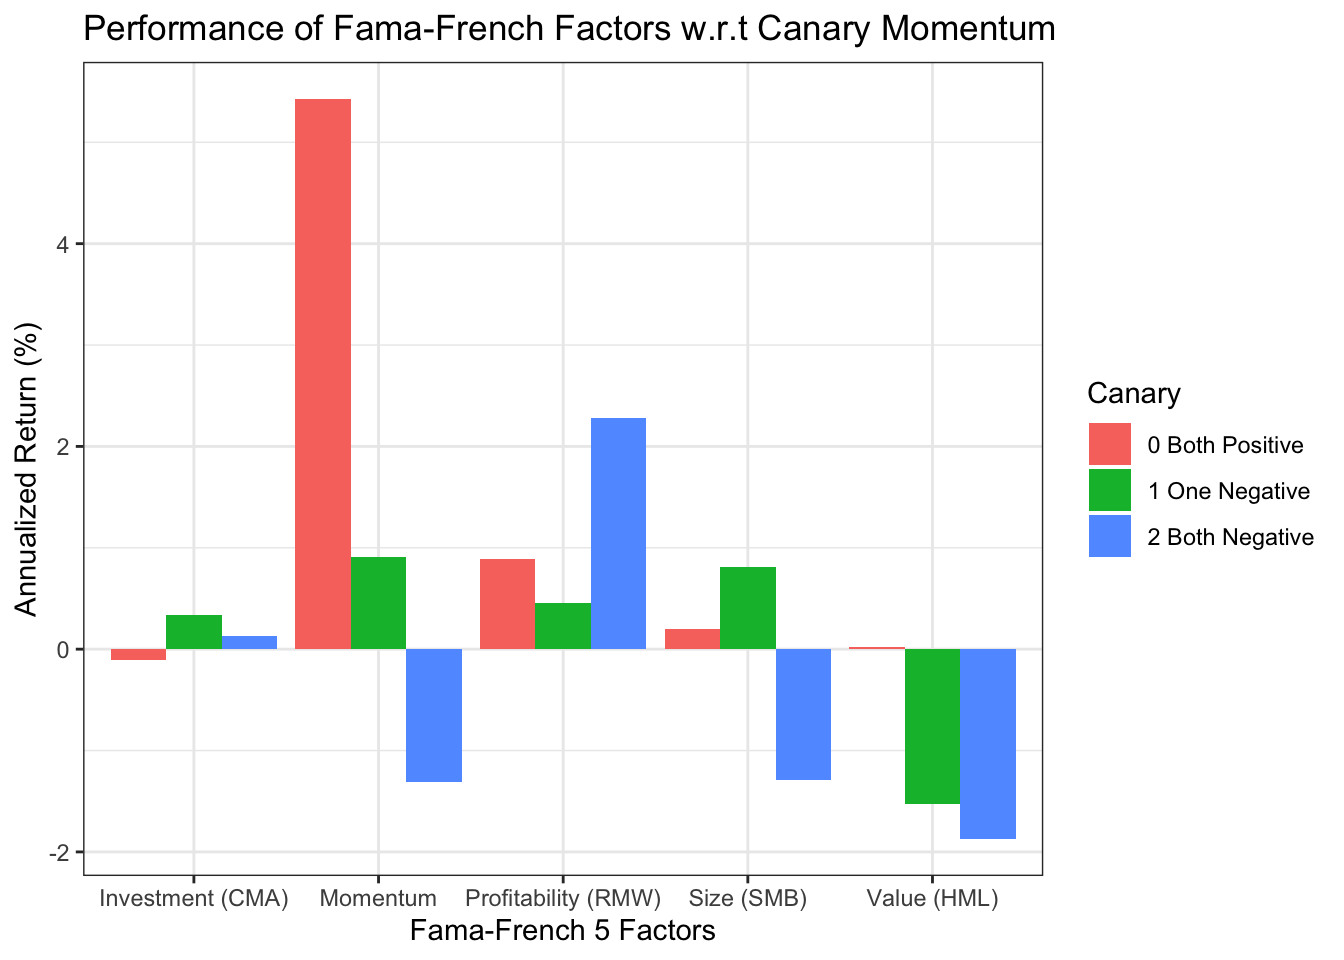 Performance of Fama-French Factors w.r.t Canary Momentum
Annualized Return (%)
4
2
0
-2
Investment (CMA)
Momentum
Profitability (RMW)
Size (SMB)
Value (HML)
Fama-French 5 Factors
Canary
0 Both Positive
1 One Negative
2 Both Negative